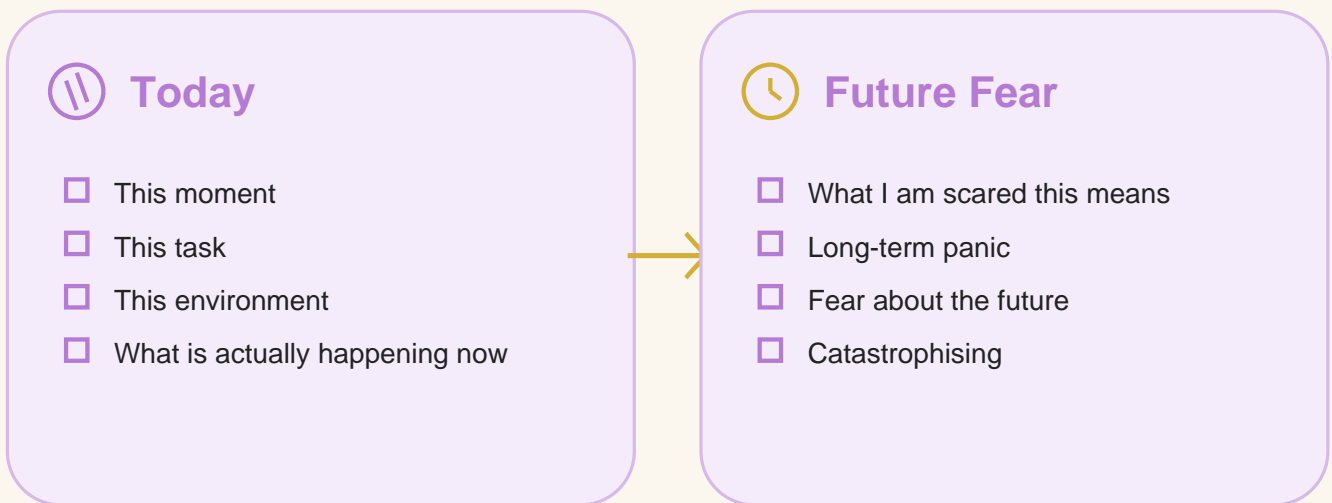 Today
This moment
This task
This environment
What is actually happening now
Future Fear
What I am scared this means
Long-term panic
Fear about the future
Catastrophising